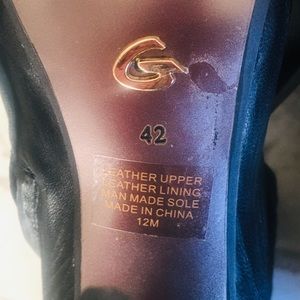 G
42
LEATHER UPPER
LEATHER LINING
MAN MADE SOLE
MADE IN CHINA
12M